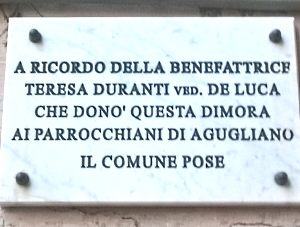 A RICORDO DELLA BENEFATTRICE
TERESA DURANTI VED. DE LUCA
CHE DONO' QUESTA DIMORA
AI PARROCCHIANI DI AGUGLIANO
IL COMUNE POSE